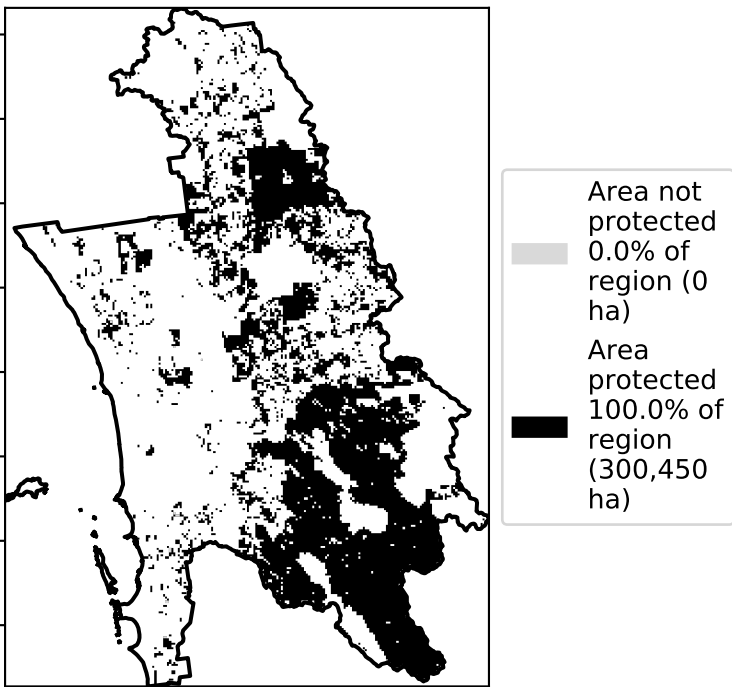 Area not
protected
0.0% of
region (0
ha)
Area
protected
100.0% of
region
(300,450
ha)